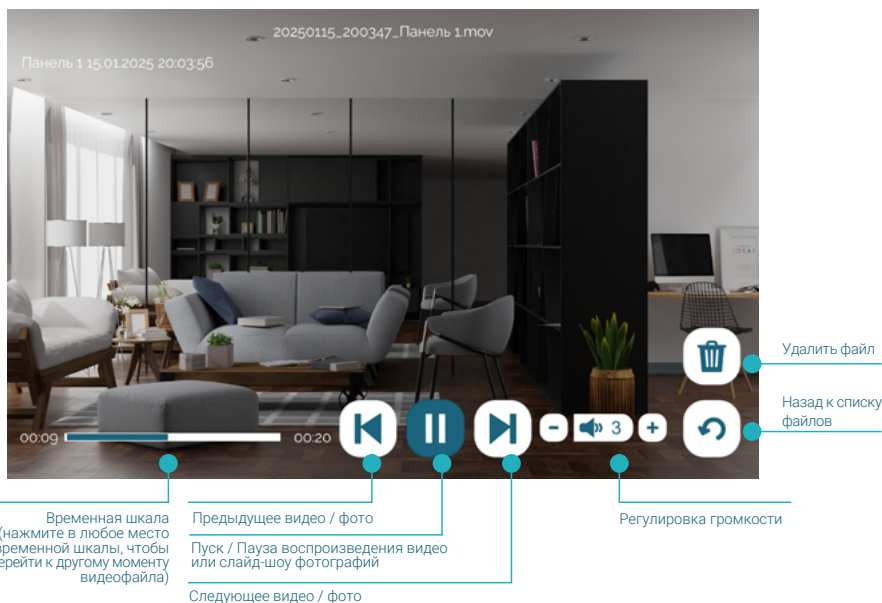 20250115_200347_Панель 1.mov
Панель 1 15.01.2025 20:03:56
00:09
00:20
3
Удалить файл
Назад к списку
файлов
Временная шкала
(нажмите в любое место
временной шкалы, чтобы
перейти к другому моменту
видеофайла)
Предыдущее видео / фото
Пуск / Пауза воспроизведения видео
или слайд-шоу фотографий
Следующее видео / фото
Регулировка громкости